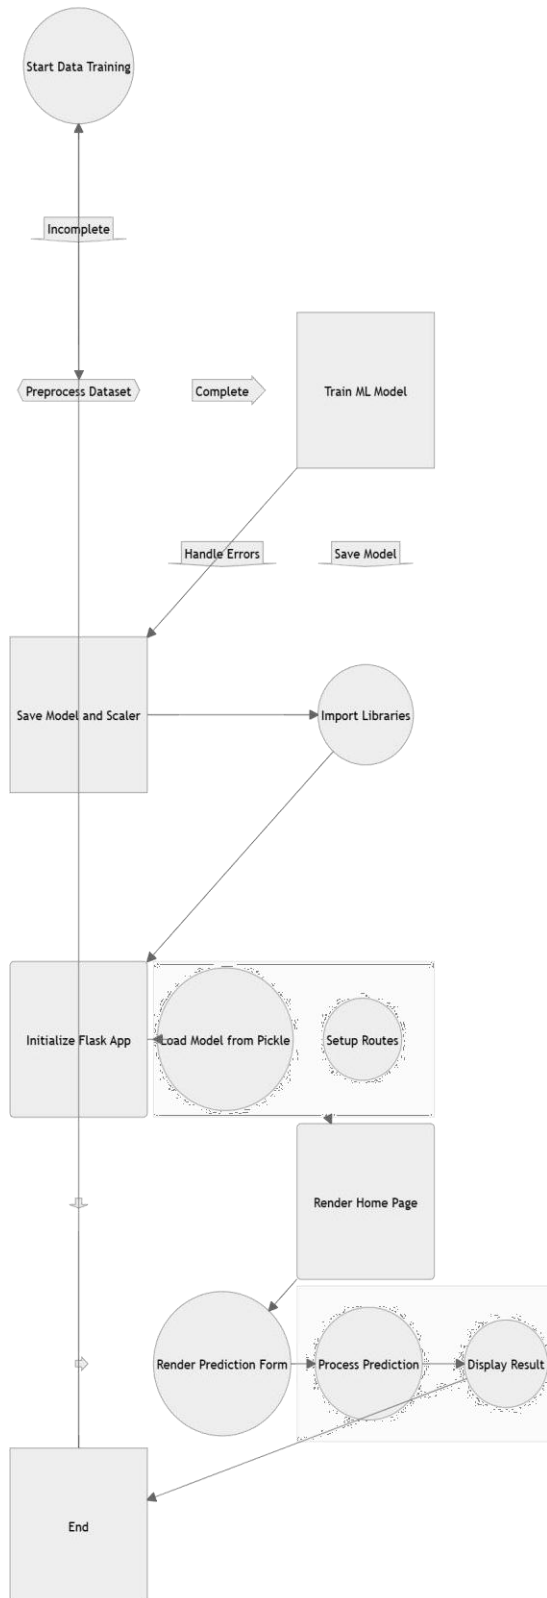 Start Data Training
Incomplete
Preprocess Dataset
Complete
Train ML Model
Handle Errors
Save Model
Save Model and Scaler
Import Libraries
Initialize Flask App
Load Model from Pickle
Setup Routes
Render Home Page
Render Prediction Form
Process Prediction
Display Result
End